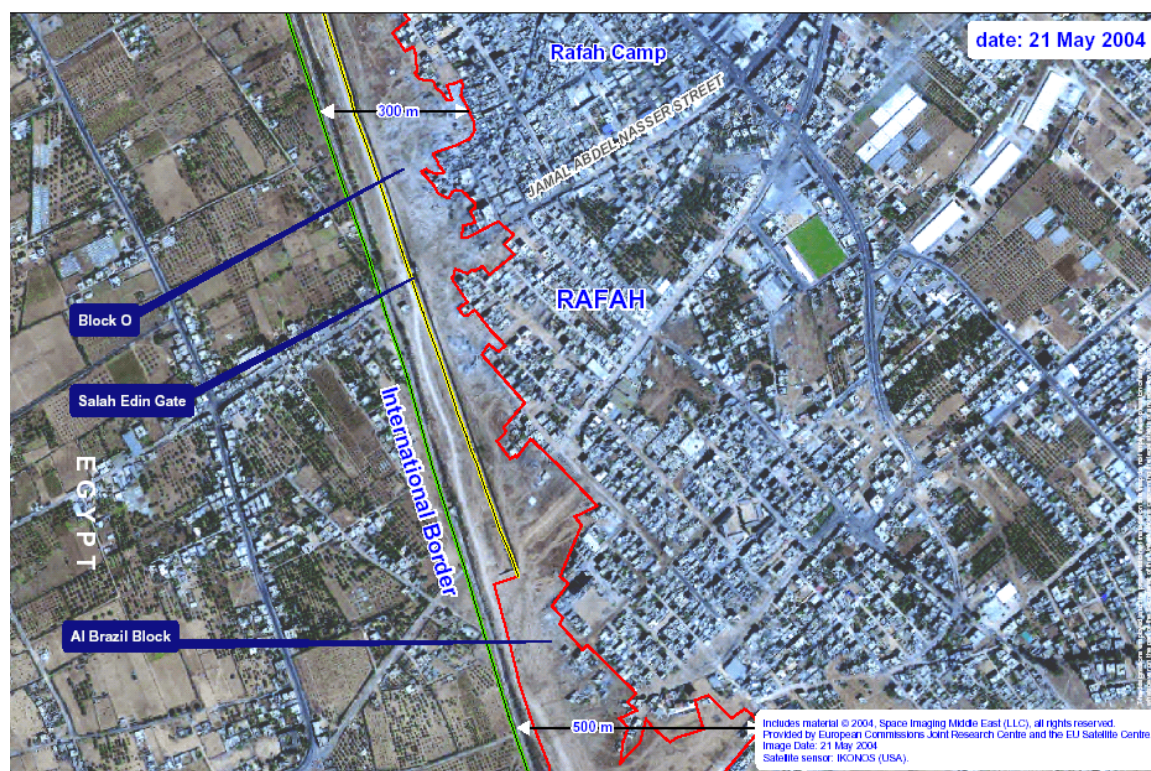 date: 21 May 2004
Rafah Camp
300 m
JAMAL ABDEL NASSER STREET
RAFAH
Block O
Salah Edin Gate
International Border
EGYPT
Al Brazil Block
500 m
Includes material © 2004, Space Imaging Middle East (LLC), all rights reserved.
Provided by European Commissions Joint Research Centre and the EU Satellite Centre
Image Date: 21 May 2004
Satellite sensor: IKONOS (USA).